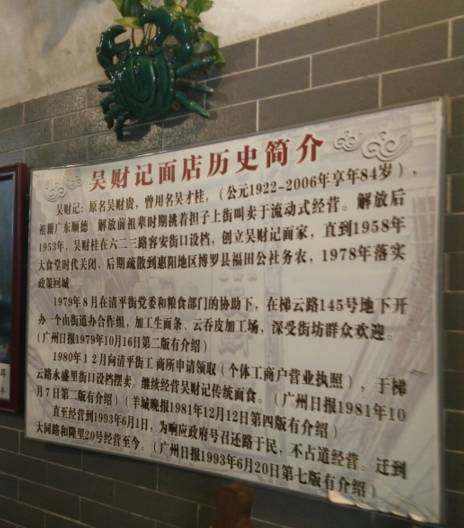 吴财记面店历史简介
吴财记：原名吴财贵，曾用名吴才桂，（公元1922-2006年享年84岁），
祖籍广东顺德。解放前祖辈时期挑着担子上街叫卖于流动式经营。解放后
1953年，吴财桂在六二三路容安街口设档，创立吴财记面家，直到1958年
大食堂时代关闭。后期疏散到惠阳地区博罗县福田公社务农，1978年落实
政策回城
1979年8月在清平街党委和粮食部门的协助下，在梯云路145号地下开
办一个由街道办合作组，加工生面条、云吞皮加工场，深受街坊群众欢迎。
（广州日报1979年10月16日第二版有介绍）
1980年12月向清平街工商所申请领取（个体工商户营业执照），于梯
云路永盛里街口设档摆卖，继续经营吴财记传统面食。（广州日报1981年10
月7日第二版有介绍）（羊城晚报1981年12月12日第四版有介绍）
直至经营到1993年6月1日，为响应政府号召还路于民，不占道经营。迁到
大同路和隆里20号经营至今。（广州日报1993年6月20日第七版有介绍）